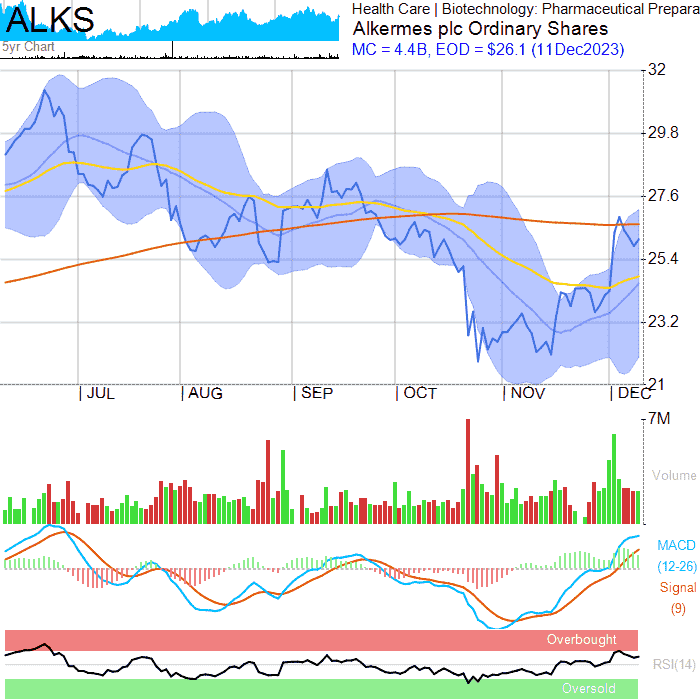 ALKS
Health Care | Biotechnology: Pharmaceutical Prepara
Alkermes plc Ordinary Shares
5yr Chart
MC = 4.4B, EOD = $26.1 (11Dec2023)
32
29.8
27.6
25.4
23.2
21
| JUL | AUG | SEP | OCT | NOV | DEC
7M
Volume
MACD
(12-26)
Signal
(9)
Overbought
RSI(14)
Oversold